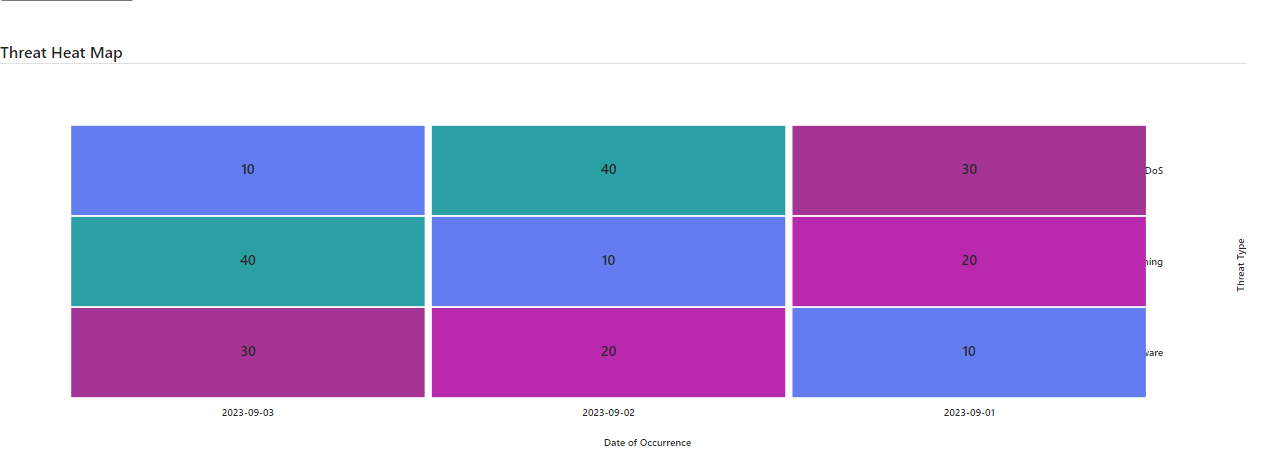 Threat Heat Map
10 40 30 DoS
40 10 20
30 20 10
2023-09-03 2023-09-02 2023-09-01
Date of Occurrence
Threat Type